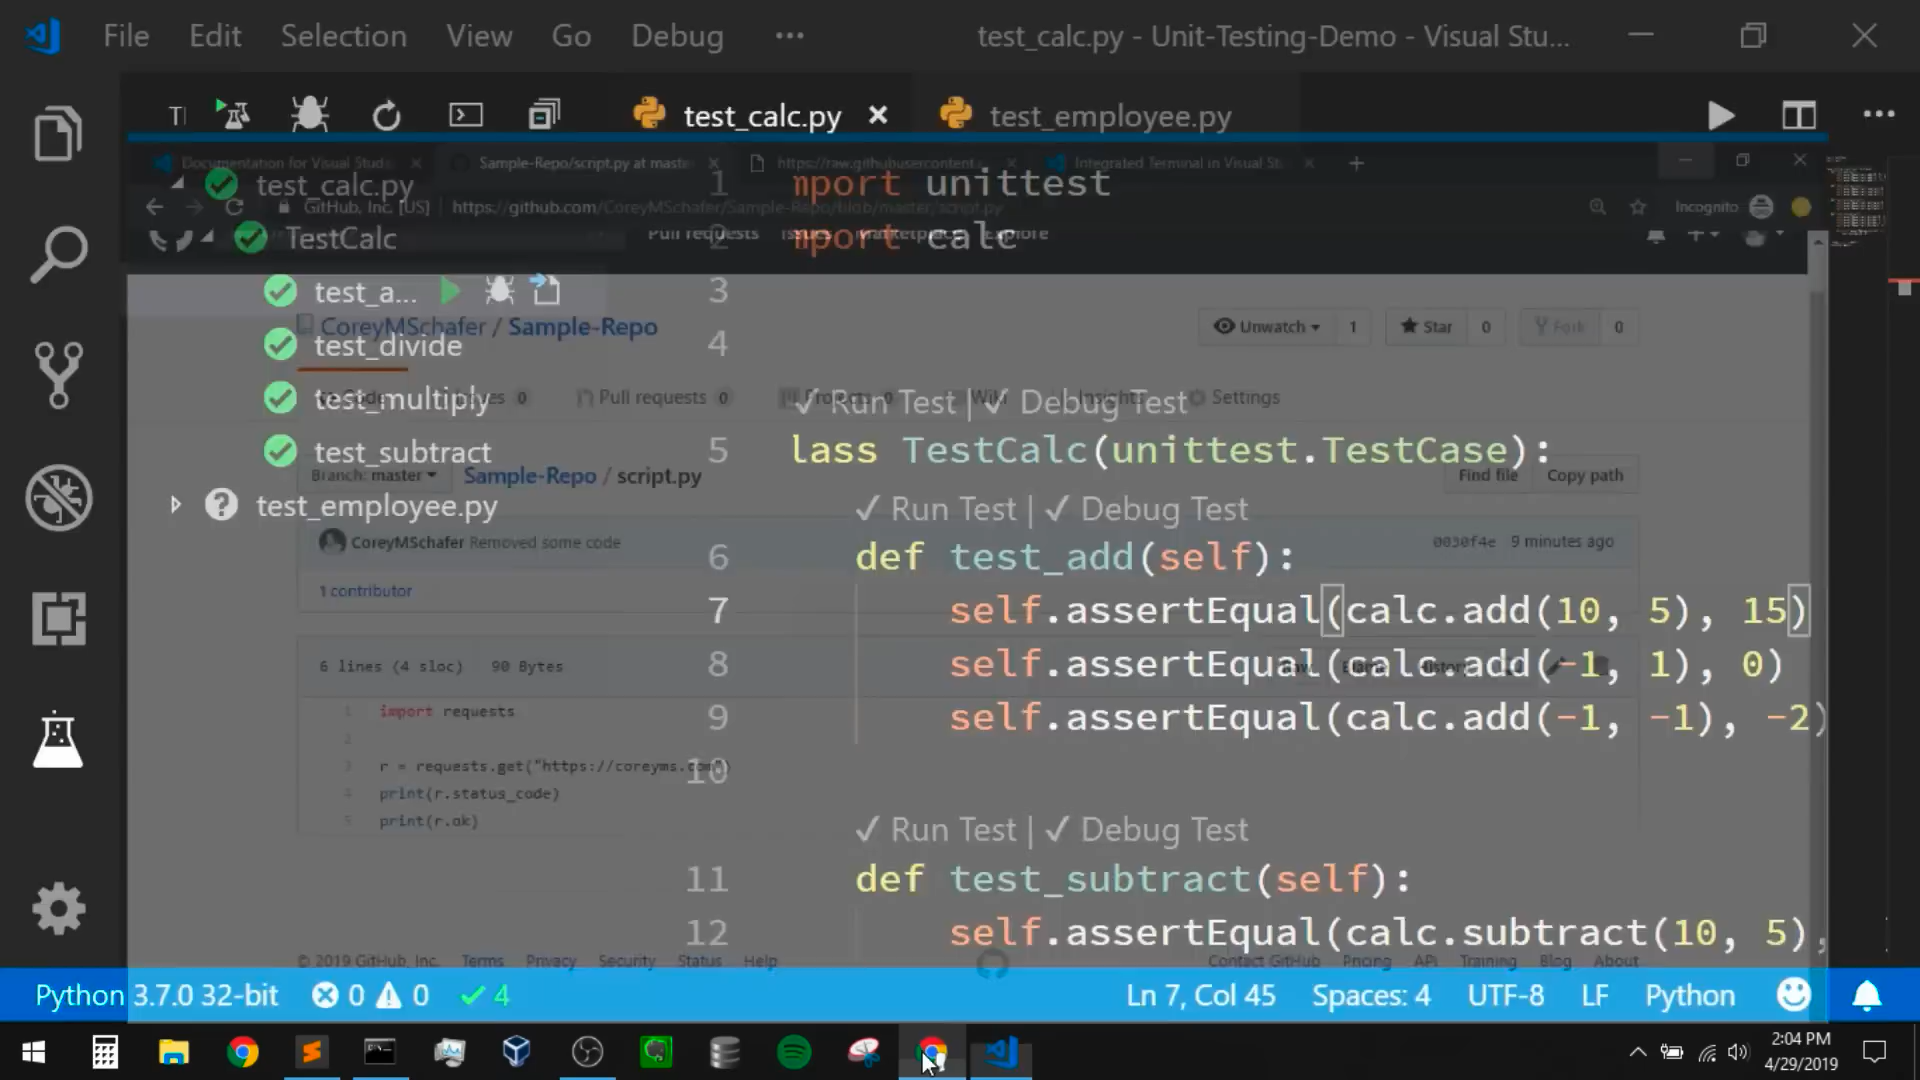 File Edit Selection View Go Debug ··· test_calc.py - Unit-Testing-Demo - Visual Stu...
test_calc.py test_employee.py
Documentation for Visual Stud Sample-Repo/script.py at maste https://raw.githubusercontent. Integrated Terminal in Visual St
GitHub, Inc. [US] https://github.com/CoreyMSchafer/Sample-Repo/blob/master/script.py Incognito
Pull requests Issues Marketplace Explore
test_calc.py
TestCalc
test_a...
test_divide
test_multiply
test_subtract
test_employee.py
CoreyMSchafer / Sample-Repo
Unwatch 1 Star 0 Fork 0
Pull requests 0 Insights Settings
Branch: master Sample-Repo / script.py Find file Copy path
CoreyMSchafer Removed some code 0030f4e 9 minutes ago
1 contributor
6 lines (4 sloc) 90 Bytes
1 import requests
2
3 r = requests.get("https://coreyms.com")
4 print(r.status_code)
5 print(r.ok)
© 2019 GitHub, Inc. Terms Privacy Security Status Help Contact GitHub Pricing API Training Blog About
1 mport unittest
2 mport calc
3
4
✓ Run Test | ✓ Debug Test
5 lass TestCalc(unittest.TestCase):
✓ Run Test | ✓ Debug Test
6 def test_add(self):
7 self.assertEqual(calc.add(10, 5), 15)
8 self.assertEqual(calc.add(-1, 1), 0)
9 self.assertEqual(calc.add(-1, -1), -2)
10
✓ Run Test | ✓ Debug Test
11 def test_subtract(self):
12 self.assertEqual(calc.subtract(10, 5),
Python 3.7.0 32-bit 0 0 4 Ln 7, Col 45 Spaces: 4 UTF-8 LF Python
2:04 PM
4/29/2019